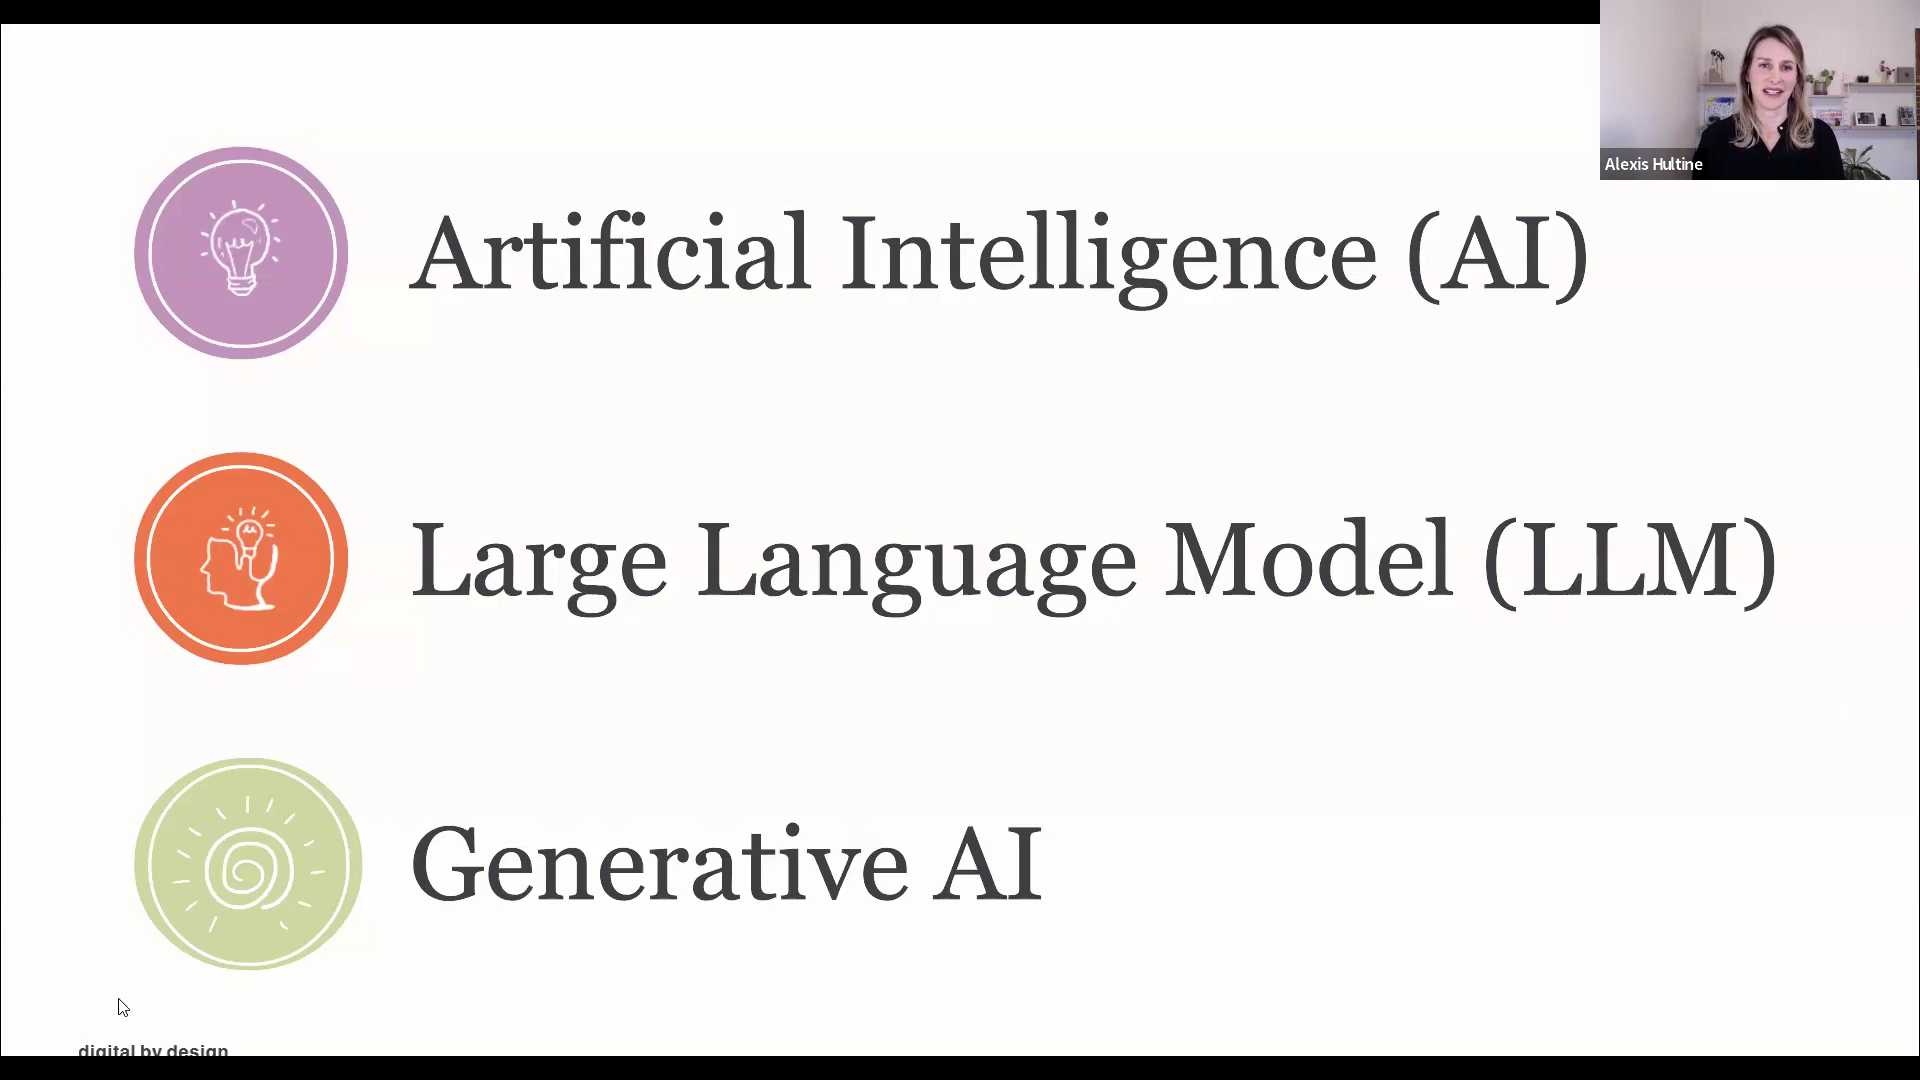 Alexis Hultine
Artificial Intelligence (AI)
Large Language Model (LLM)
Generative AI
digital by design